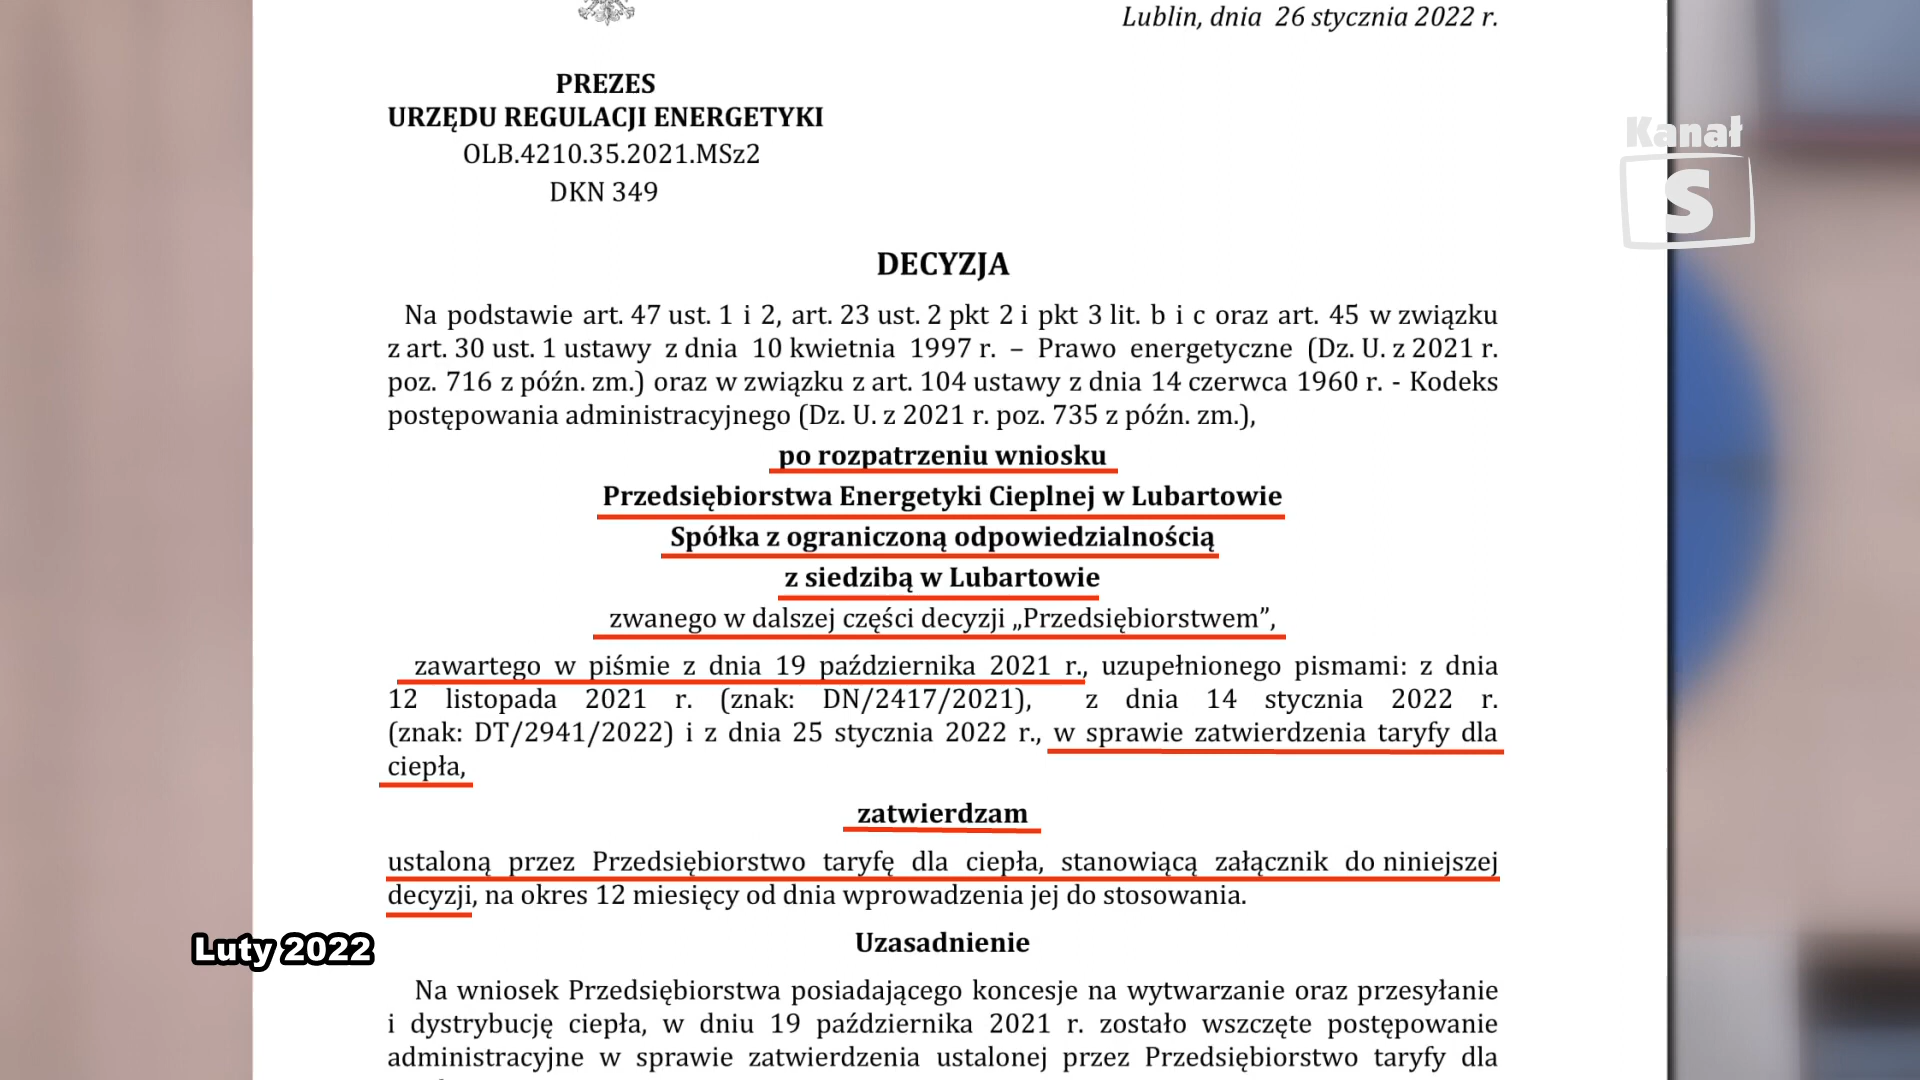 Lublin, dnia 26 stycznia 2022 r.
PREZES
URZĘDU REGULACJI ENERGETYKI
OLB.4210.35.2021.MSz2
DKN 349
Kanał
S
DECYZJA
Na podstawie art. 47 ust. 1 i 2, art. 23 ust. 2 pkt 2 i pkt 3 lit. b i c oraz art. 45 w związku
z art. 30 ust. 1 ustawy z dnia 10 kwietnia 1997 r. – Prawo energetyczne (Dz. U. z 2021 r.
poz. 716 z późn. zm.) oraz w związku z art. 104 ustawy z dnia 14 czerwca 1960 r. - Kodeks
postępowania administracyjnego (Dz. U. z 2021 r. poz. 735 z późn. zm.),
po rozpatrzeniu wniosku
Przedsiębiorstwa Energetyki Cieplnej w Lubartowie
Spółka z ograniczoną odpowiedzialnością
z siedzibą w Lubartowie
zwanego w dalszej części decyzji „Przedsiębiorstwem”,
zawartego w piśmie z dnia 19 października 2021 r., uzupełnionego pismami: z dnia
12 listopada 2021 r. (znak: DN/2417/2021), z dnia 14 stycznia 2022 r.
(znak: DT/2941/2022) i z dnia 25 stycznia 2022 r., w sprawie zatwierdzenia taryfy dla
ciepła,
zatwierdzam
ustaloną przez Przedsiębiorstwo taryfę dla ciepła, stanowiącą załącznik do niniejszej
decyzji, na okres 12 miesięcy od dnia wprowadzenia jej do stosowania.
Luty 2022
Uzasadnienie
Na wniosek Przedsiębiorstwa posiadającego koncesje na wytwarzanie oraz przesyłanie
i dystrybucję ciepła, w dniu 19 października 2021 r. zostało wszczęte postępowanie
administracyjne w sprawie zatwierdzenia ustalonej przez Przedsiębiorstwo taryfy dla